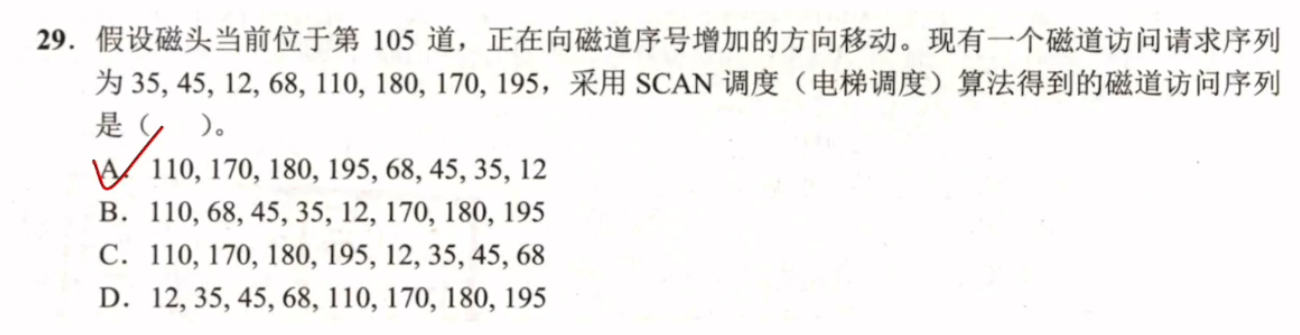 29. 假设磁头当前位于第 105 道，正在向磁道序号增加的方向移动。现有一个磁道访问请求序列
为 35, 45, 12, 68, 110, 180, 170, 195，采用 SCAN 调度（电梯调度）算法得到的磁道访问序列
是（ ）。
A. 110, 170, 180, 195, 68, 45, 35, 12
B. 110, 68, 45, 35, 12, 170, 180, 195
C. 110, 170, 180, 195, 12, 35, 45, 68
D. 12, 35, 45, 68, 110, 170, 180, 195